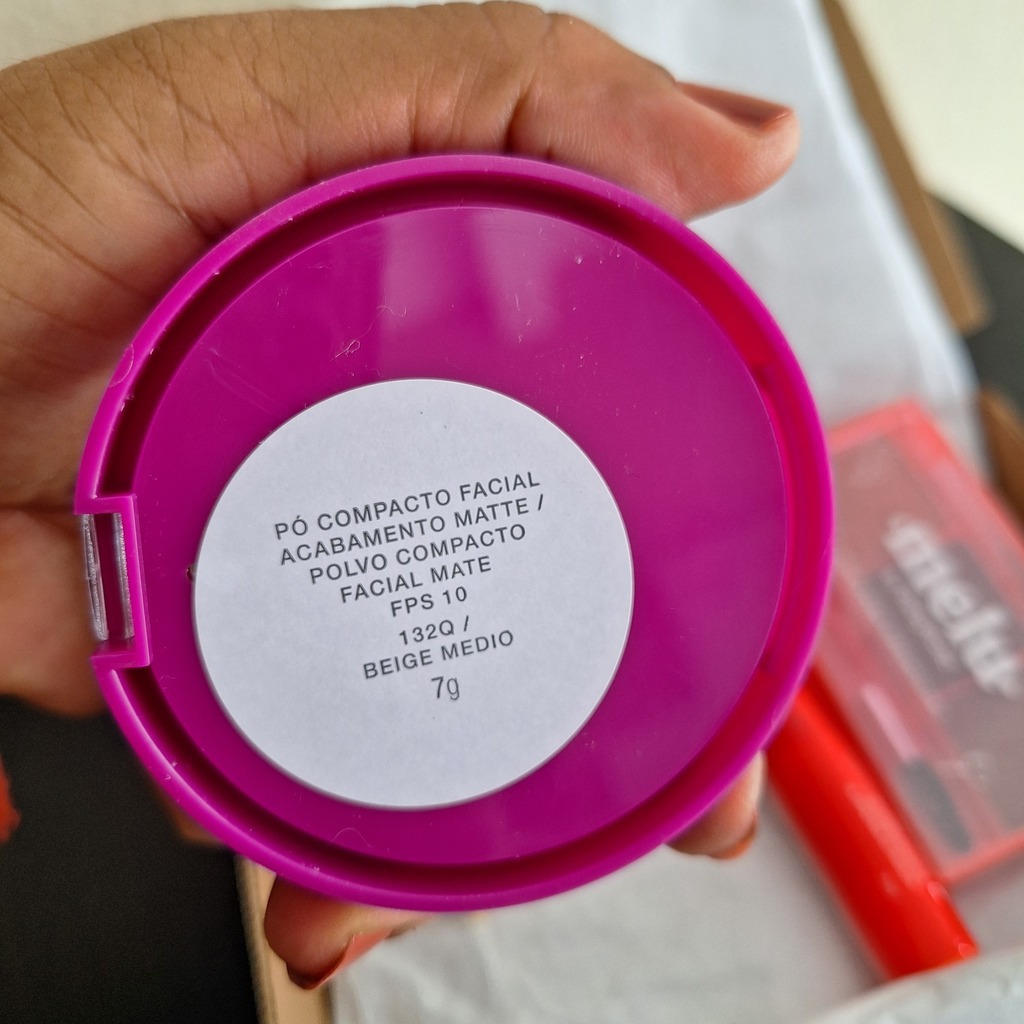 PÓ COMPACTO FACIAL
ACABAMENTO MATTE /
POLVO COMPACTO
FACIAL MATE
FPS 10
132Q /
BEIGE MEDIO
7g
melu